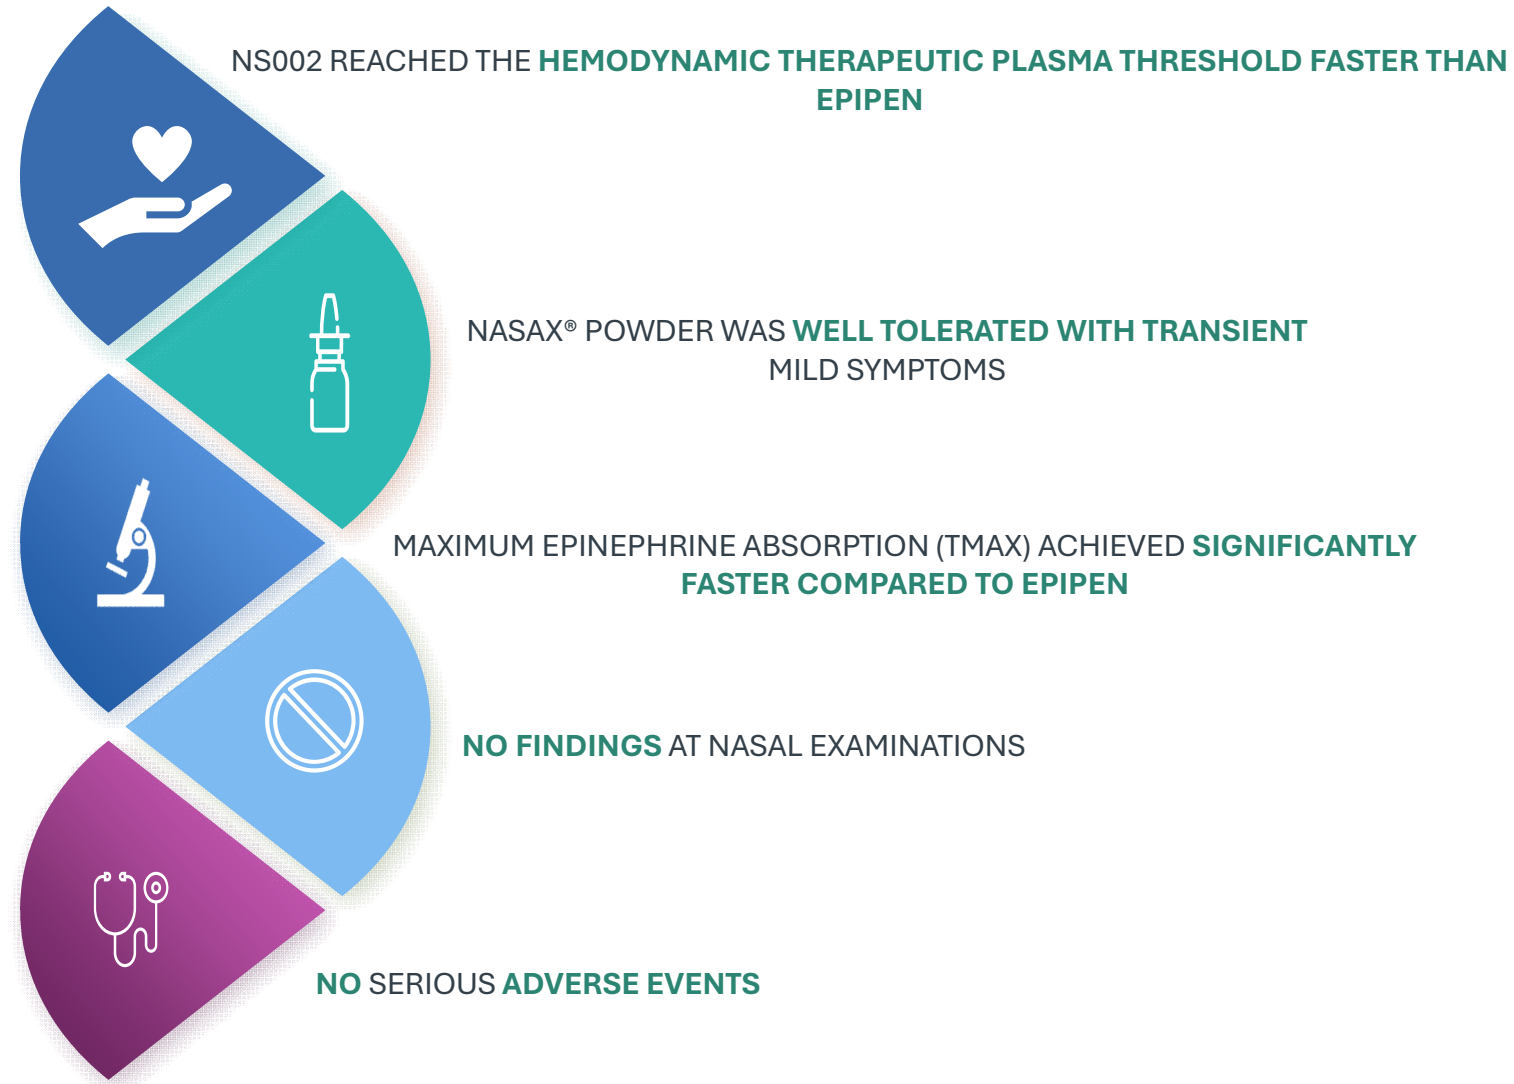 NS002 REACHED THE HEMODYNAMIC THERAPEUTIC PLASMA THRESHOLD FASTER THAN
EPIPEN
NASAX® POWDER WAS WELL TOLERATED WITH TRANSIENT
MILD SYMPTOMS
MAXIMUM EPINEPHRINE ABSORPTION (TMAX) ACHIEVED SIGNIFICANTLY
FASTER COMPARED TO EPIPEN
NO FINDINGS AT NASAL EXAMINATIONS
NO SERIOUS ADVERSE EVENTS